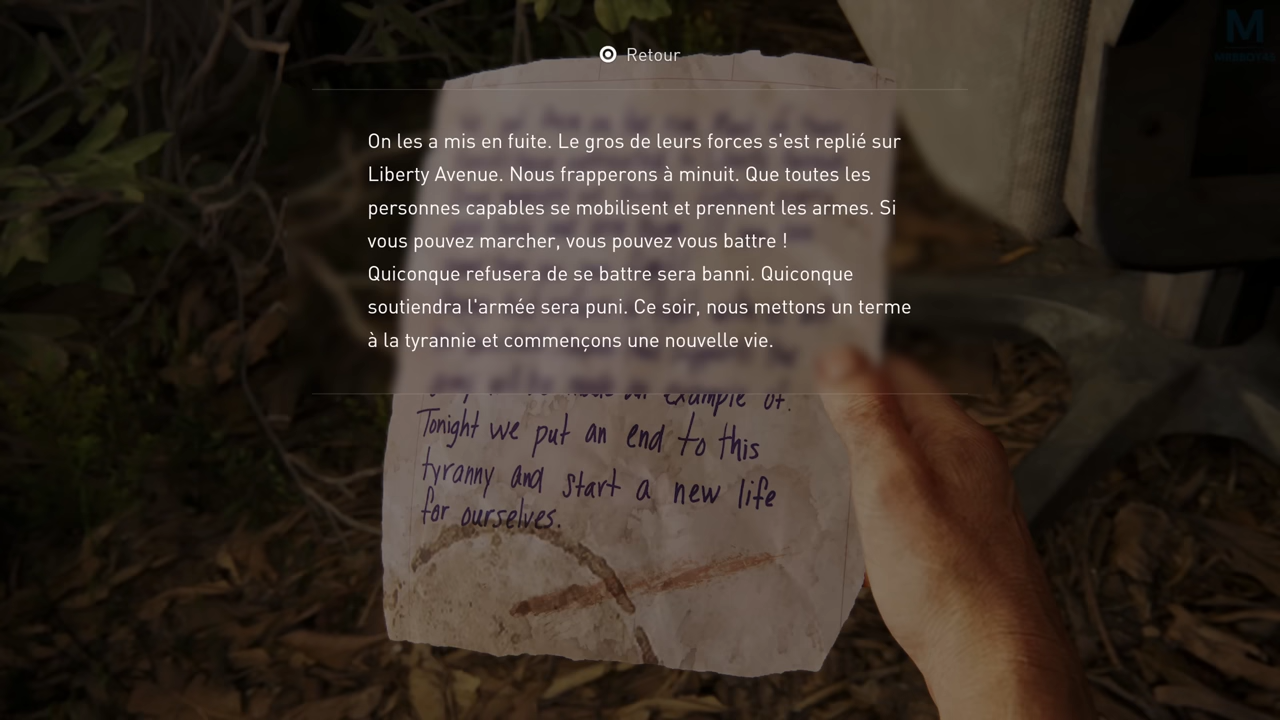 M
Retour
On les a mis en fuite. Le gros de leurs forces s'est replié sur
Liberty Avenue. Nous frapperons à minuit. Que toutes les
personnes capables se mobilisent et prennent les armes. Si
vous pouvez marcher, vous pouvez vous battre !
Quiconque refusera de se battre sera banni. Quiconque
soutiendra l'armée sera puni. Ce soir, nous mettons un terme
à la tyrannie et commençons une nouvelle vie.
example of.
Tonight we put an end to this
tyranny and start a new life
for ourselves.